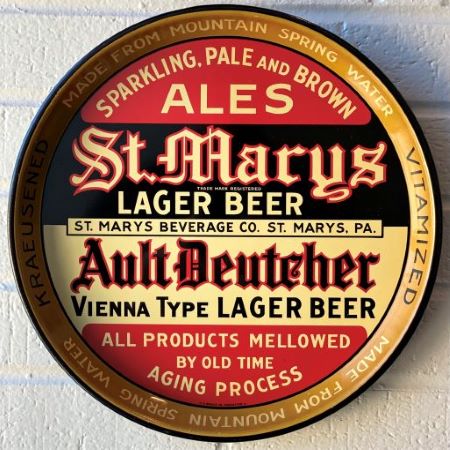 MADE FROM MOUNTAIN SPRING WATER
KRAEUSENED
VITAMIZED
SPARKLING, PALE AND BROWN
ALES
St. Marys
TRADE MARK REGISTERED
LAGER BEER
ST. MARYS BEVERAGE CO. ST. MARYS, PA.
Ault Deutcher
VIENNA TYPE LAGER BEER
ALL PRODUCTS MELLOWED
BY OLD TIME
AGING PROCESS
MADE FROM MOUNTAIN SPRING WATER